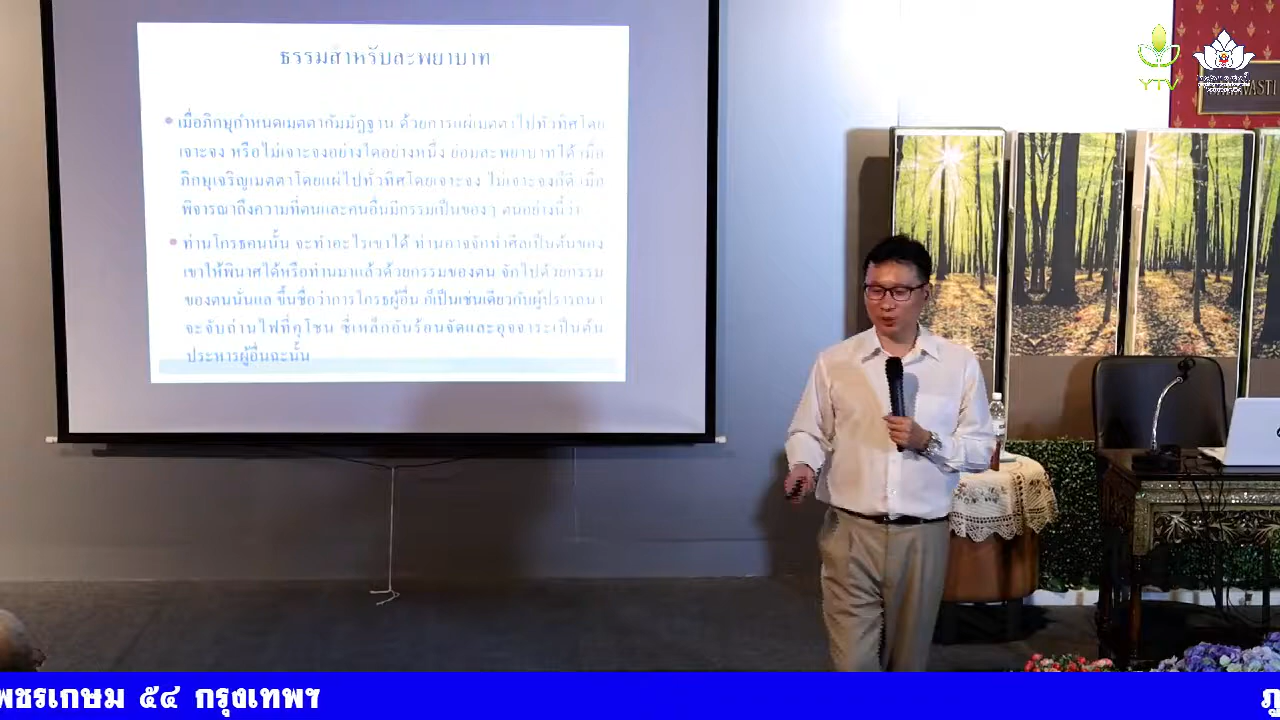 ธรรมสำหรับละพยาบาท
เมื่อภิกษุกำหนดเมตตากัมมัฏฐาน ด้วยการแผ่เมตตาไปทั่วทิศโดย
เจาะจง หรือไม่เจาะจงอย่างใดอย่างหนึ่ง ย่อมละพยาบาทได้ เมื่อ
ภิกษุเจริญเมตตาโดยแผ่ไปทั่วทิศโดยเจาะจง ไม่เจาะจงก็ดี เมื่อ
พิจารณาถึงความที่ตนและคนอื่นมีกรรมเป็นของๆ ตนอย่างนี้ว่า
ท่านโกรธคนนั้น จะทำอะไรเขาได้ ท่านอาจจักทำศีลเป็นต้นของ
เขาให้พินาศได้หรือท่านมาแล้วด้วยกรรมของตน จักไปด้วยกรรม
ของตนนั่นแล ขึ้นชื่อว่าการโกรธผู้อื่น ก็เป็นเช่นเดียวกับผู้ปรารถนา
จะจับถ่านไฟที่คุโชน ซี่เหล็กอันร้อนจัดและอุจจาระเป็นต้น
ประหารผู้อื่นฉะนั้น
YTV
VASTI
เพชรเกษม ๕๔ กรุงเทพฯ
ภู